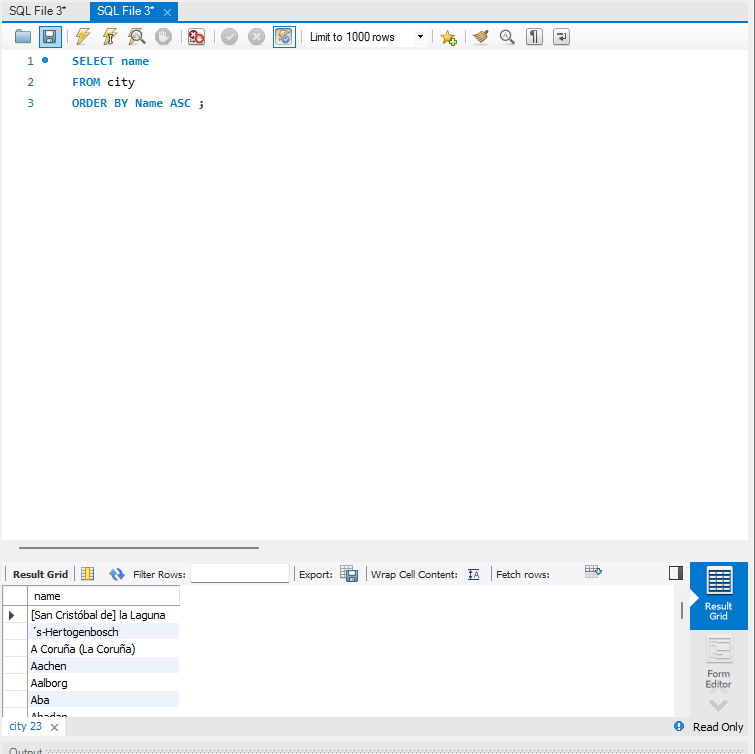 SQL File 3*
SQL File 3*
Limit to 1000 rows
1 SELECT name
2 FROM city
3 ORDER BY Name ASC ;
Result Grid
Filter Rows:
Export:
Wrap Cell Content:
Fetch rows:
name
[San Cristóbal de] la Laguna
´s-Hertogenbosch
A Coruña (La Coruña)
Aachen
Aalborg
Aba
Abadan
Result
Grid
Form
Editor
city 23
Read Only
Output